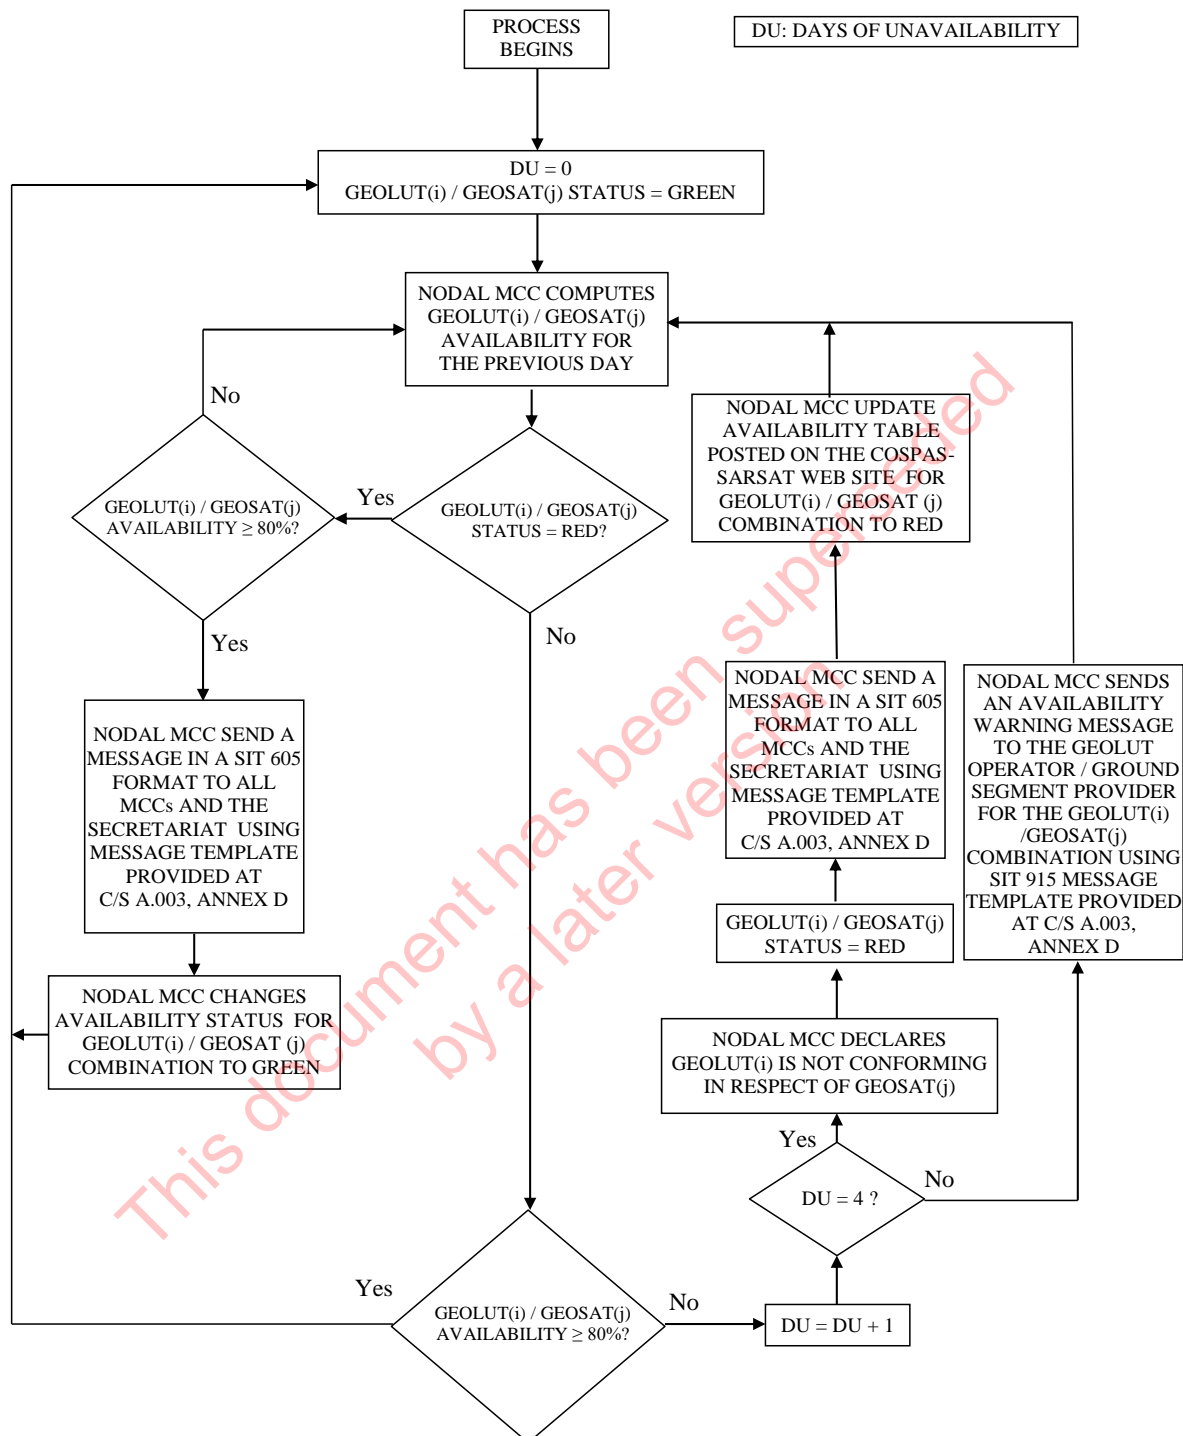 PROCESS
BEGINS
DU: DAYS OF UNAVAILABILITY
DU = 0
GEOLUT(i) / GEOSAT(j) STATUS = GREEN
NODAL MCC COMPUTES
GEOLUT(i) / GEOSAT(j)
AVAILABILITY FOR
THE PREVIOUS DAY
No
GEOLUT(i) / GEOSAT(j)
AVAILABILITY ≥ 80%?
Yes
GEOLUT(i) / GEOSAT(j)
STATUS = RED?
NODAL MCC UPDATE
AVAILABILITY TABLE
POSTED ON THE COSPAS-
SARSAT WEB SITE FOR
GEOLUT(i) / GEOSAT (j)
COMBINATION TO RED
Yes
No
NODAL MCC SEND A
MESSAGE IN A SIT 605
FORMAT TO ALL
MCCs AND THE
SECRETARIAT USING
MESSAGE TEMPLATE
PROVIDED AT
C/S A.003, ANNEX D
NODAL MCC SEND A
MESSAGE IN A SIT 605
FORMAT TO ALL
MCCs AND THE
SECRETARIAT USING
MESSAGE TEMPLATE
PROVIDED AT
C/S A.003, ANNEX D
NODAL MCC SENDS
AN AVAILABILITY
WARNING MESSAGE
TO THE GEOLUT
OPERATOR / GROUND
SEGMENT PROVIDER
FOR THE GEOLUT(i)
/GEOSAT(j)
COMBINATION USING
SIT 915 MESSAGE
TEMPLATE PROVIDED
AT C/S A.003,
ANNEX D
GEOLUT(i) / GEOSAT(j)
STATUS = RED
NODAL MCC CHANGES
AVAILABILITY STATUS FOR
GEOLUT(i) / GEOSAT (j)
COMBINATION TO GREEN
NODAL MCC DECLARES
GEOLUT(i) IS NOT CONFORMING
IN RESPECT OF GEOSAT(j)
Yes
DU = 4 ?
No
Yes
GEOLUT(i) / GEOSAT(j)
AVAILABILITY ≥ 80%?
No
DU = DU + 1
This document has been superseded
by a later version